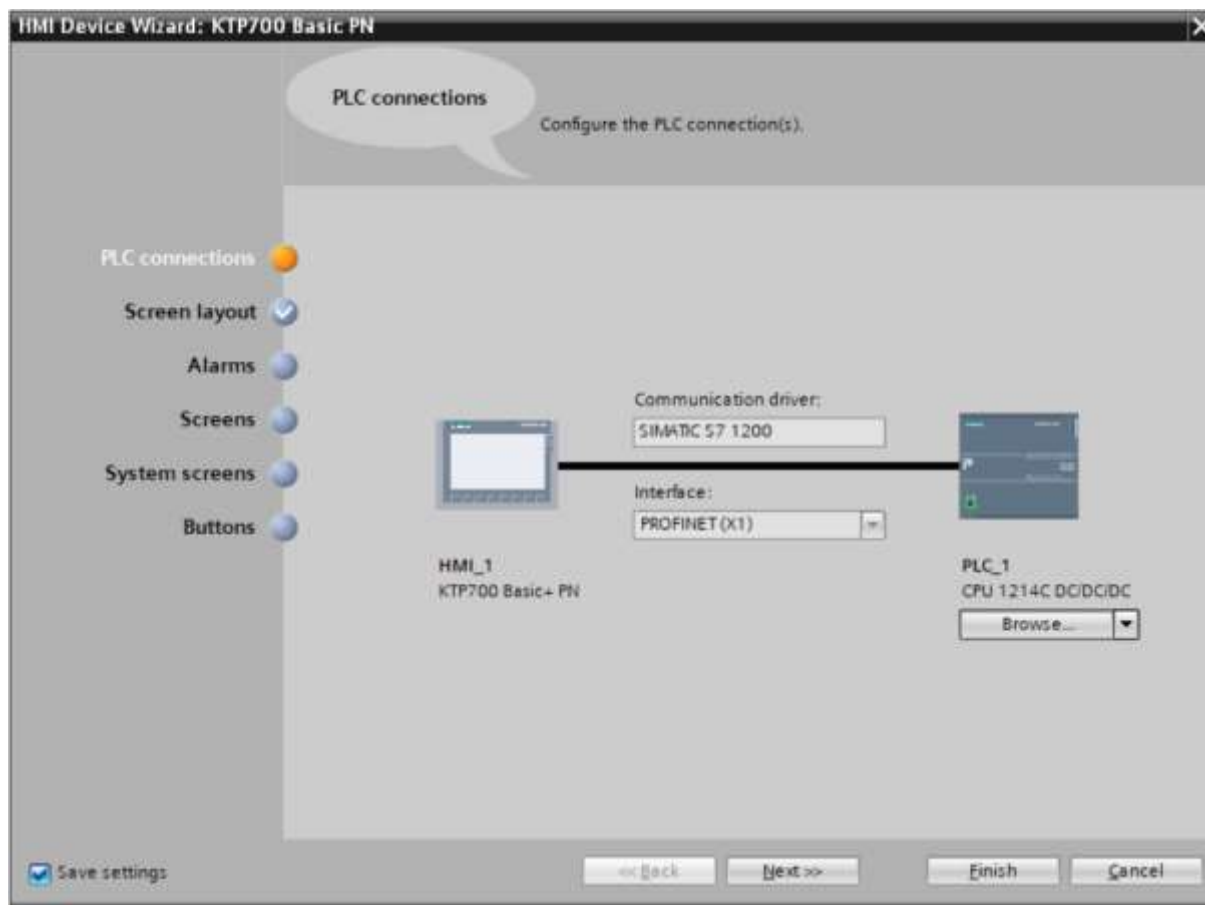 HMI Device Wizard: KTP700 Basic PN
PLC connections
Configure the PLC connection(s).
PLC connections
Screen layout
Alarms
Screens
System screens
Buttons
Communication driver:
SIMATIC S7 1200
Interface:
PROFINET (X1)
HMI_1
KTP700 Basic+ PN
PLC_1
CPU 1214C DC/DC/DC
Browse...
Save settings
<< Back
Next >>
Finish
Cancel